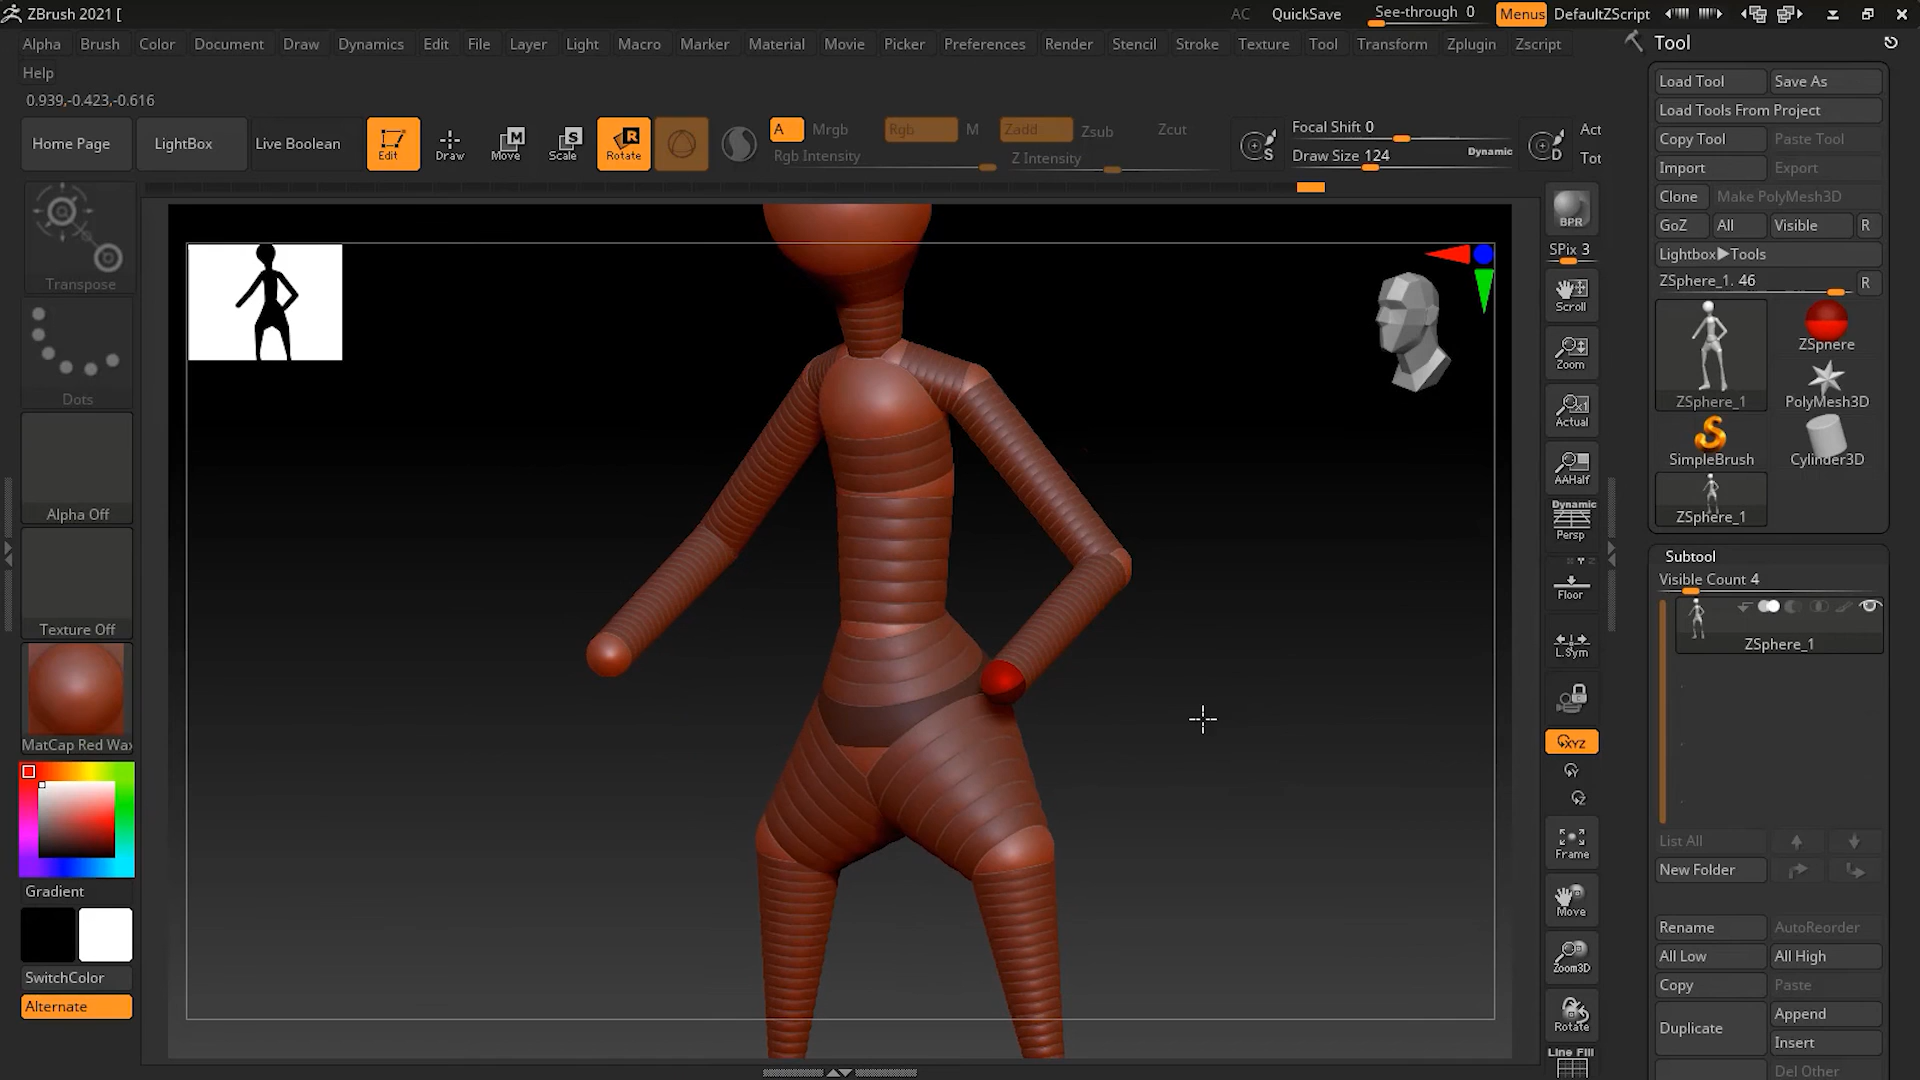 ZBrush 2021 [
AC QuickSave See-through 0 Menus DefaultZScript
Alpha Brush Color Document Draw Dynamics Edit File Layer Light Macro Marker Material Movie Picker Preferences Render Stencil Stroke Texture Tool Transform Zplugin Zscript
Help
0.939,-0.423,-0.616
Home Page LightBox Live Boolean
Edit Draw Move Scale Rotate
M S R
A Mrgb Rgb M Zadd Zsub Zcut
Rgb Intensity Z Intensity
S Focal Shift 0
Draw Size 124 Dynamic
D Act
Tot
Transpose
Dots
Alpha Off
Texture Off
MatCap Red Wax
Gradient
SwitchColor
Alternate
BPR
SPix 3
Scroll
Zoom
Actual
AAHalf
Dynamic
Persp
Floor
L.Sym
XYZ
Y
Z
Frame
Move
Zoom3D
Rotate
Line Fill
Tool
Load Tool Save As
Load Tools From Project
Copy Tool Paste Tool
Import Export
Clone Make PolyMesh3D
GoZ All Visible R
Lightbox▶Tools
ZSphere_1. 46 R
ZSphere_1 ZSphere
PolyMesh3D
SimpleBrush Cylinder3D
ZSphere_1
Subtool
Visible Count 4
ZSphere_1
List All
New Folder
Rename AutoReorder
All Low All High
Copy Paste
Duplicate Append
Insert
Del Other